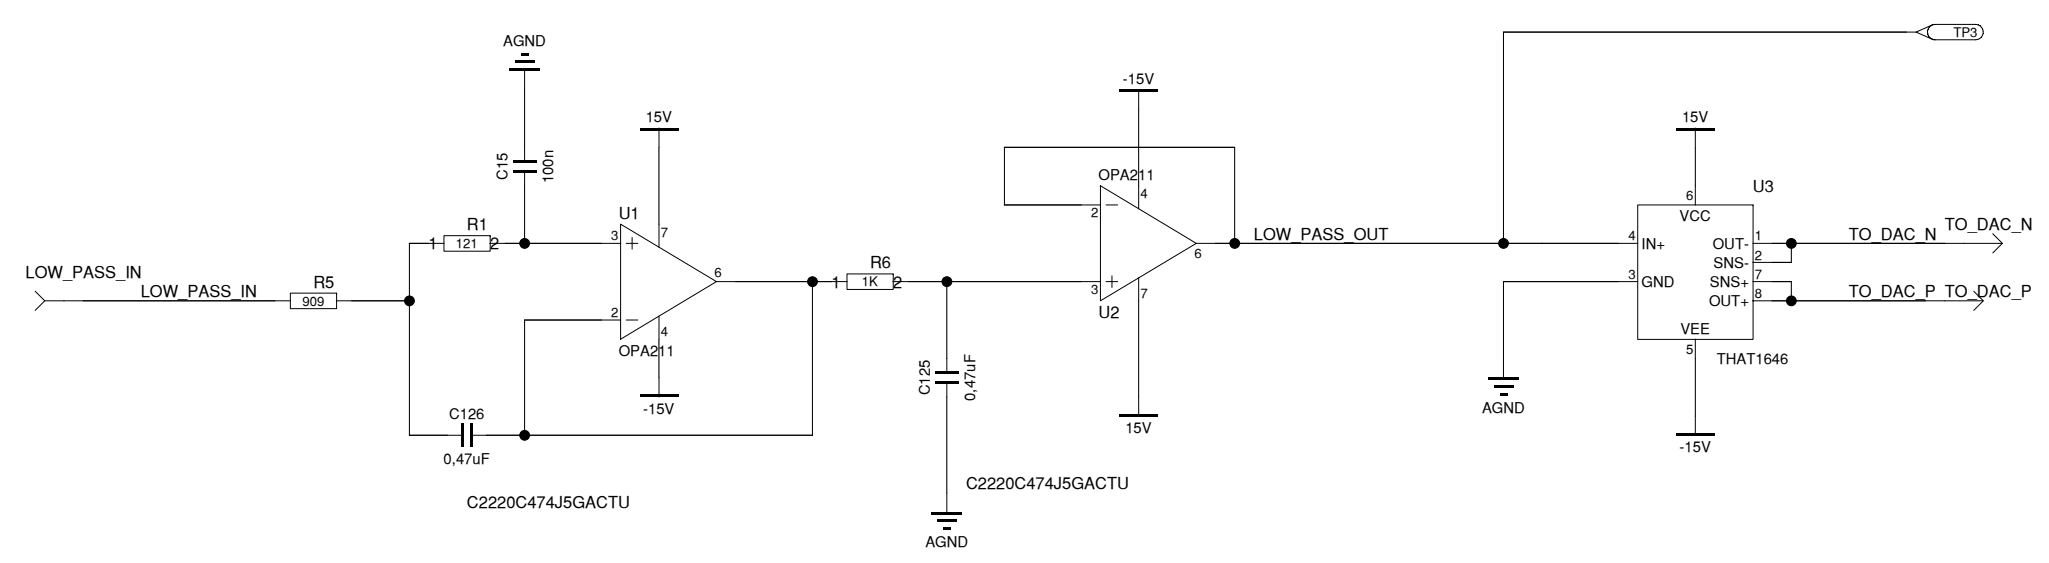 TP3
AGND
-15V
C15
100n
15V
15V
OPA211
4
2
U3
R1
U1
6
1
121
2
3
7
VCC
LOW_PASS_OUT
6
4
IN+
OUT-
1
TO_DAC_N
TO_DAC_N
SNS-
2
LOW_PASS_IN
LOW_PASS_IN
R5
909
6
R6
1
1K
2
3
7
U2
3
GND
SNS+
7
OUT+
8
TO_DAC_P
TO_DAC_P
2
4
OPA211
VEE
5
THAT1646
C125
0,47uF
-15V
C126
0,47uF
15V
AGND
-15V
C2220C474J5GACTU
C2220C474J5GACTU
AGND